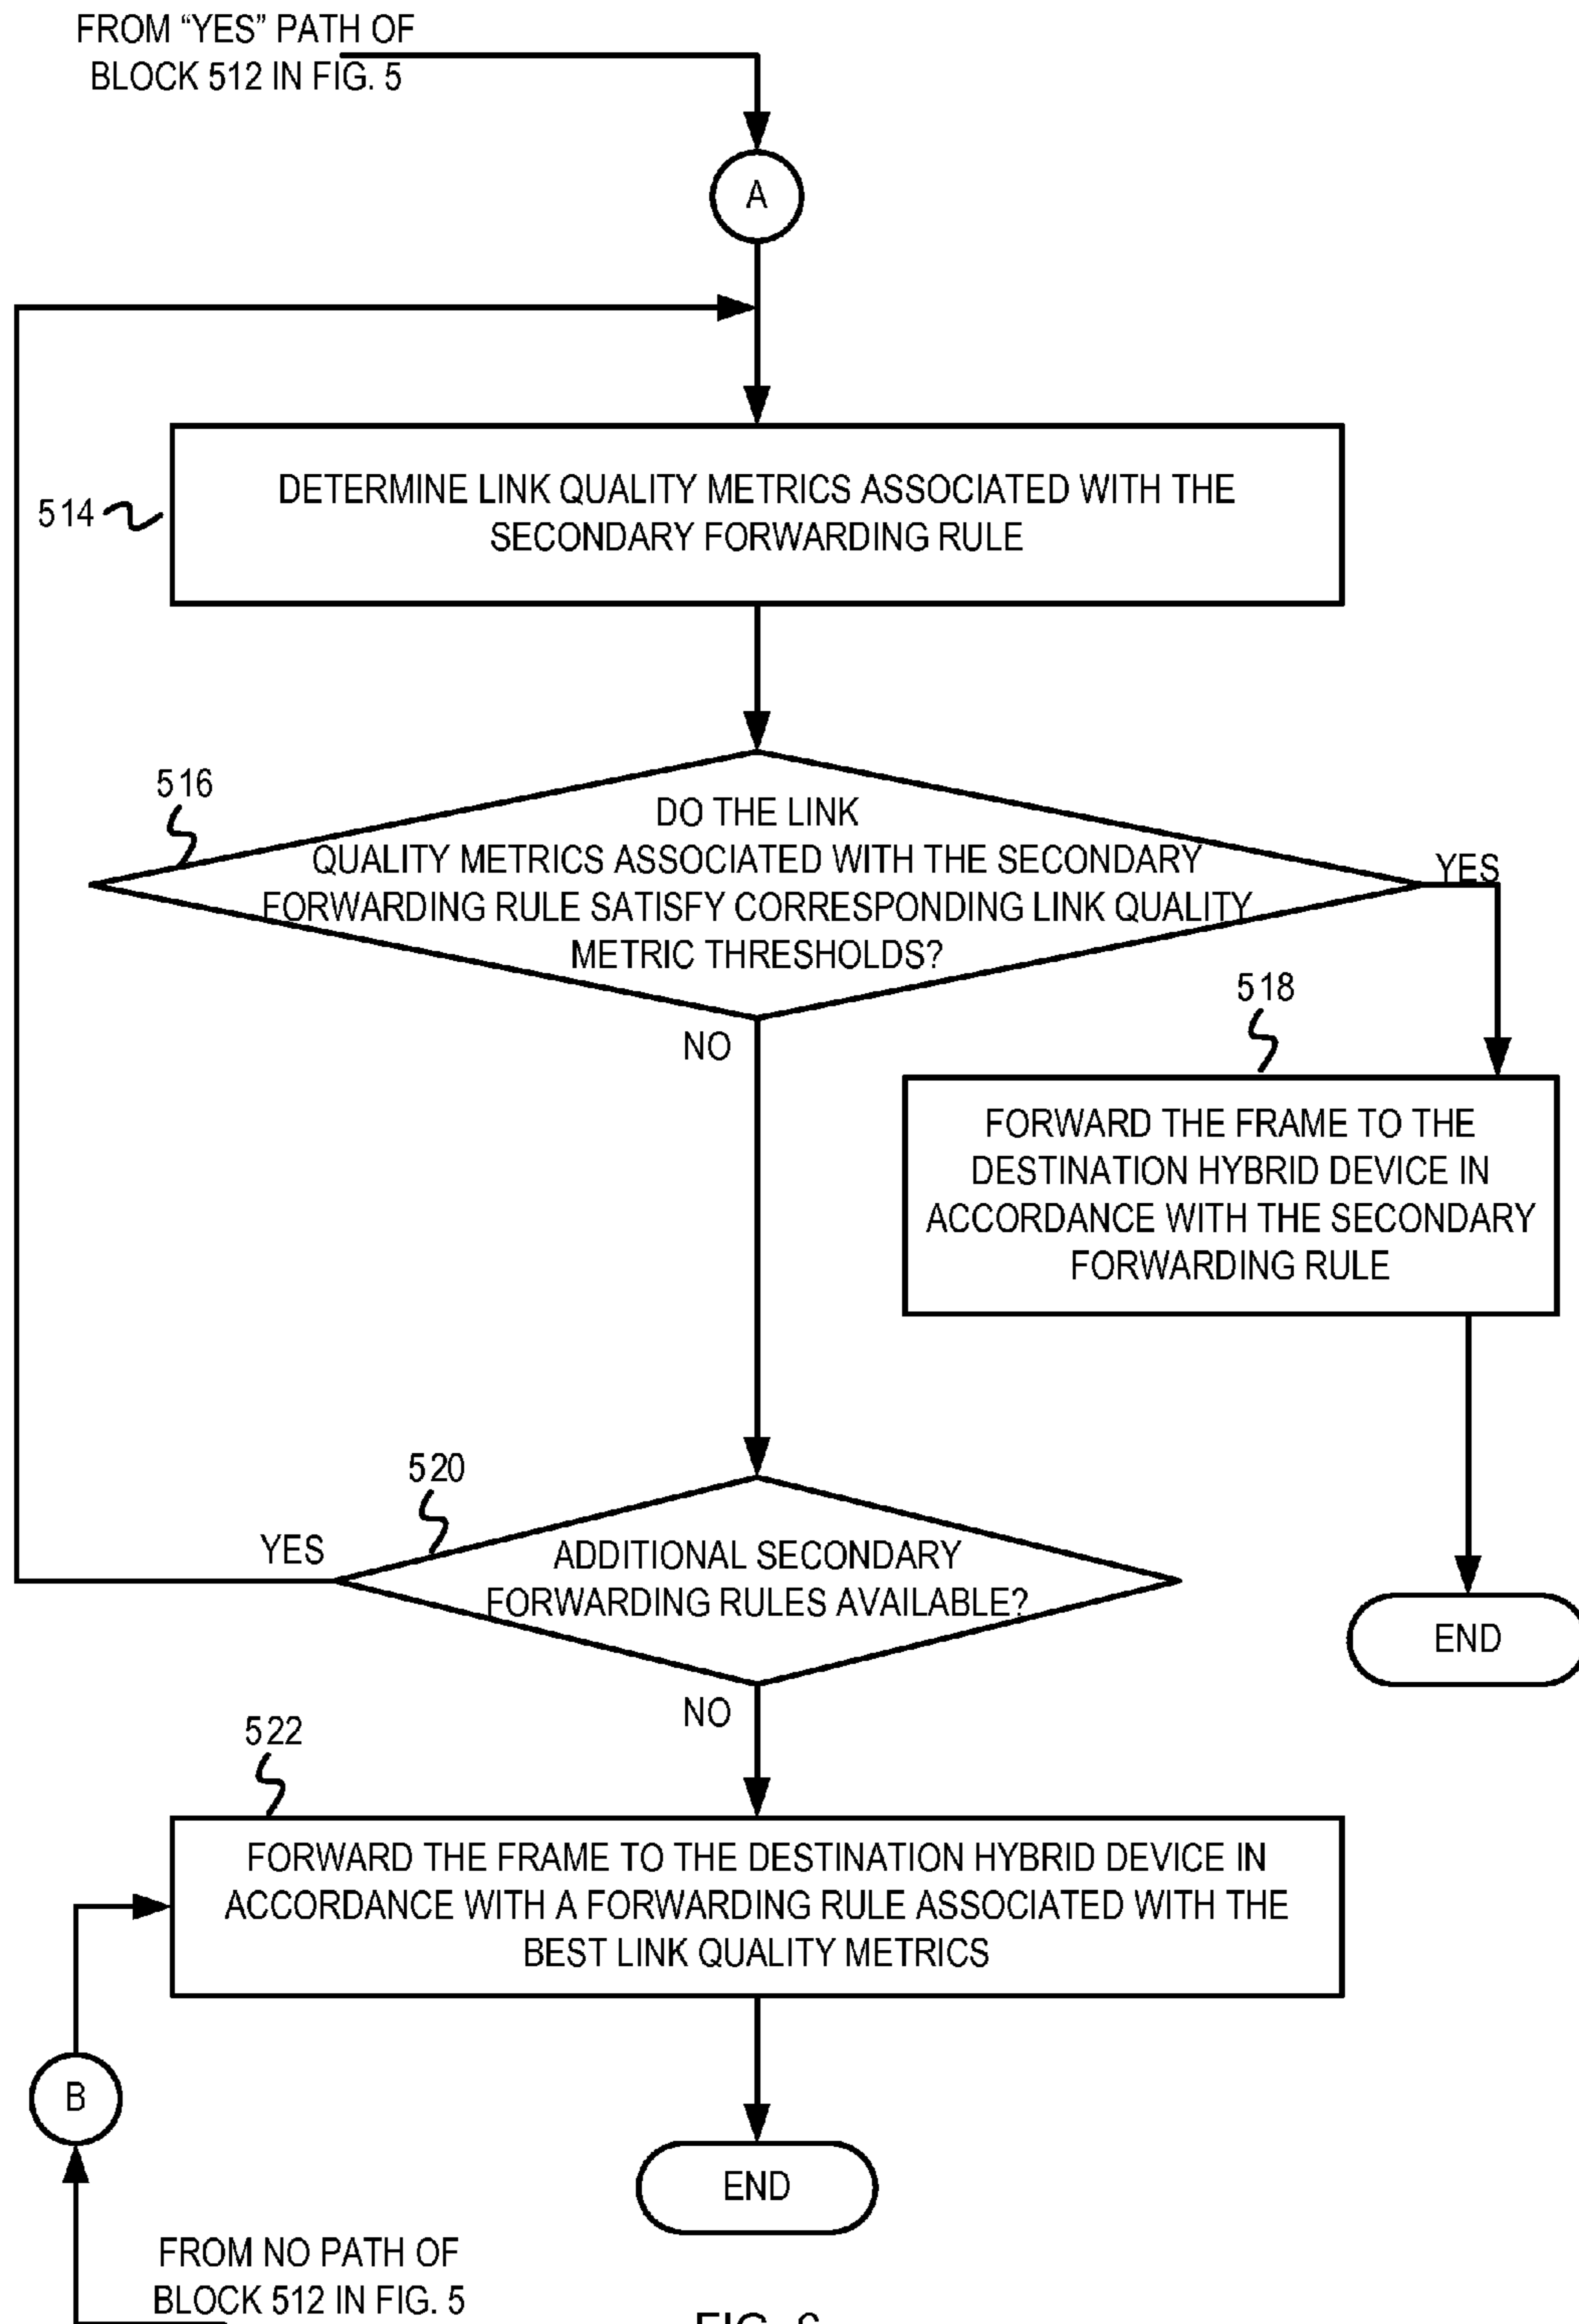 FROM “YES” PATH OF
BLOCK 512 IN FIG. 5
A
DETERMINE LINK QUALITY METRICS ASSOCIATED WITH THE
SECONDARY FORWARDING RULE
514
516
DO THE LINK
QUALITY METRICS ASSOCIATED WITH THE SECONDARY
FORWARDING RULE SATISFY CORRESPONDING LINK QUALITY
METRIC THRESHOLDS?
YES
NO
518
FORWARD THE FRAME TO THE
DESTINATION HYBRID DEVICE IN
ACCORDANCE WITH THE SECONDARY
FORWARDING RULE
END
520
YES
ADDITIONAL SECONDARY
FORWARDING RULES AVAILABLE?
NO
522
FORWARD THE FRAME TO THE DESTINATION HYBRID DEVICE IN
ACCORDANCE WITH A FORWARDING RULE ASSOCIATED WITH THE
BEST LINK QUALITY METRICS
B
END
FROM NO PATH OF
BLOCK 512 IN FIG. 5
FIG. 6